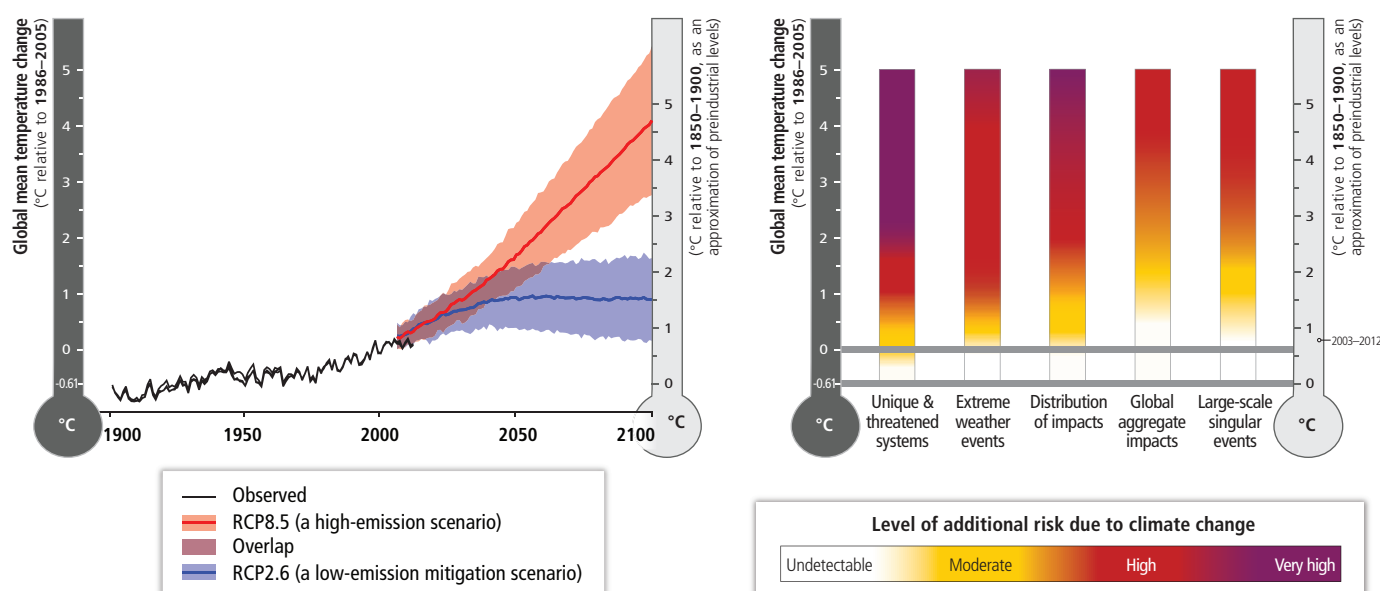 Global mean temperature change
(°C relative to 1986–2005)
5
4
3
2
1
0
-0.61
°C
5
4
3
2
1
0
°C
(°C relative to 1850–1900, as an
approximation of preindustrial levels)
1900
1950
2000
2050
2100
Observed
RCP8.5 (a high-emission scenario)
Overlap
RCP2.6 (a low-emission mitigation scenario)
Global mean temperature change
(°C relative to 1986–2005)
5
4
3
2
1
0
-0.61
°C
5
4
3
2
1
0
°C
2003–2012
(°C relative to 1850–1900, as an
approximation of preindustrial levels)
Unique &
threatened
systems
Extreme
weather
events
Distribution
of impacts
Global
aggregate
impacts
Large-scale
singular
events
Level of additional risk due to climate change
Undetectable
Moderate
High
Very high